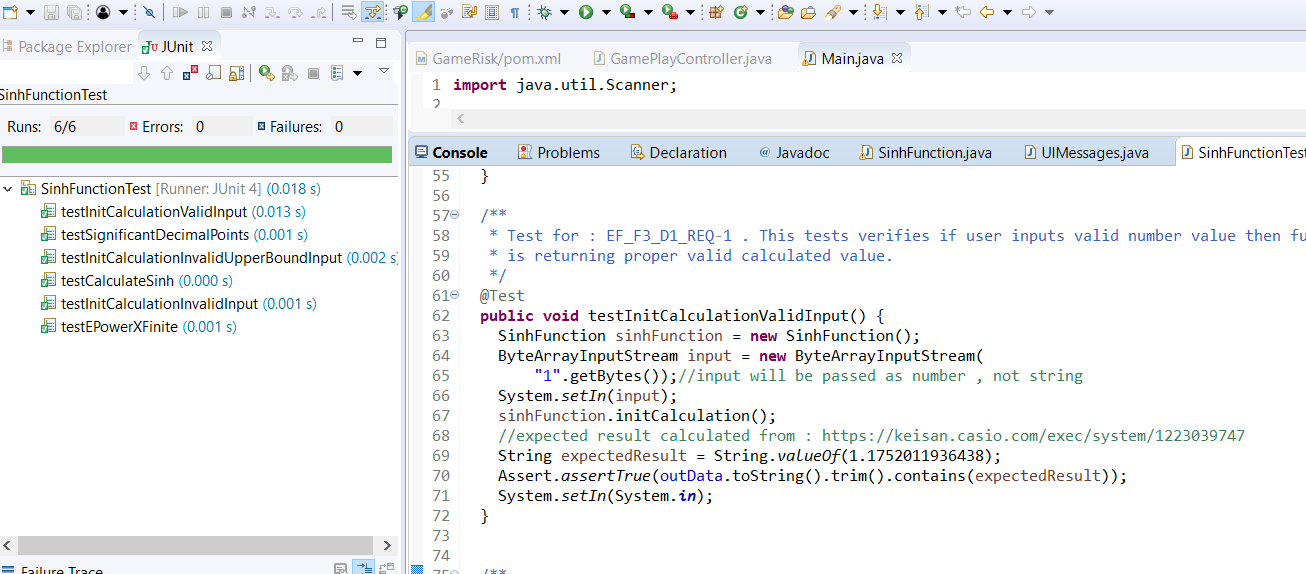 Package Explorer
JUnit
SinhFunctionTest
Runs: 6/6 Errors: 0 Failures: 0
SinhFunctionTest [Runner: JUnit 4] (0.018 s)
testInitCalculationValidInput (0.013 s)
testSignificantDecimalPoints (0.001 s)
testInitCalculationInvalidUpperBoundInput (0.002 s)
testCalculateSinh (0.000 s)
testInitCalculationInvalidInput (0.001 s)
testEPowerXFinite (0.001 s)
Failure Trace
GameRisk/pom.xml GamePlayController.java Main.java
1 import java.util.Scanner;
2
Console Problems Declaration @ Javadoc SinhFunction.java UIMessages.java SinhFunctionTest
55 }
56
57 /**
58 * Test for : EF_F3_D1_REQ-1 . This tests verifies if user inputs valid number value then fu
59 * is returning proper valid calculated value.
60 */
61 @Test
62 public void testInitCalculationValidInput() {
63 SinhFunction sinhFunction = new SinhFunction();
64 ByteArrayInputStream input = new ByteArrayInputStream(
65 "1".getBytes());//input will be passed as number , not string
66 System.setIn(input);
67 sinhFunction.initCalculation();
68 //expected result calculated from : https://keisan.casio.com/exec/system/1223039747
69 String expectedResult = String.valueOf(1.1752011936438);
70 Assert.assertTrue(outData.toString().trim().contains(expectedResult));
71 System.setIn(System.in);
72 }
73
74
75 /**